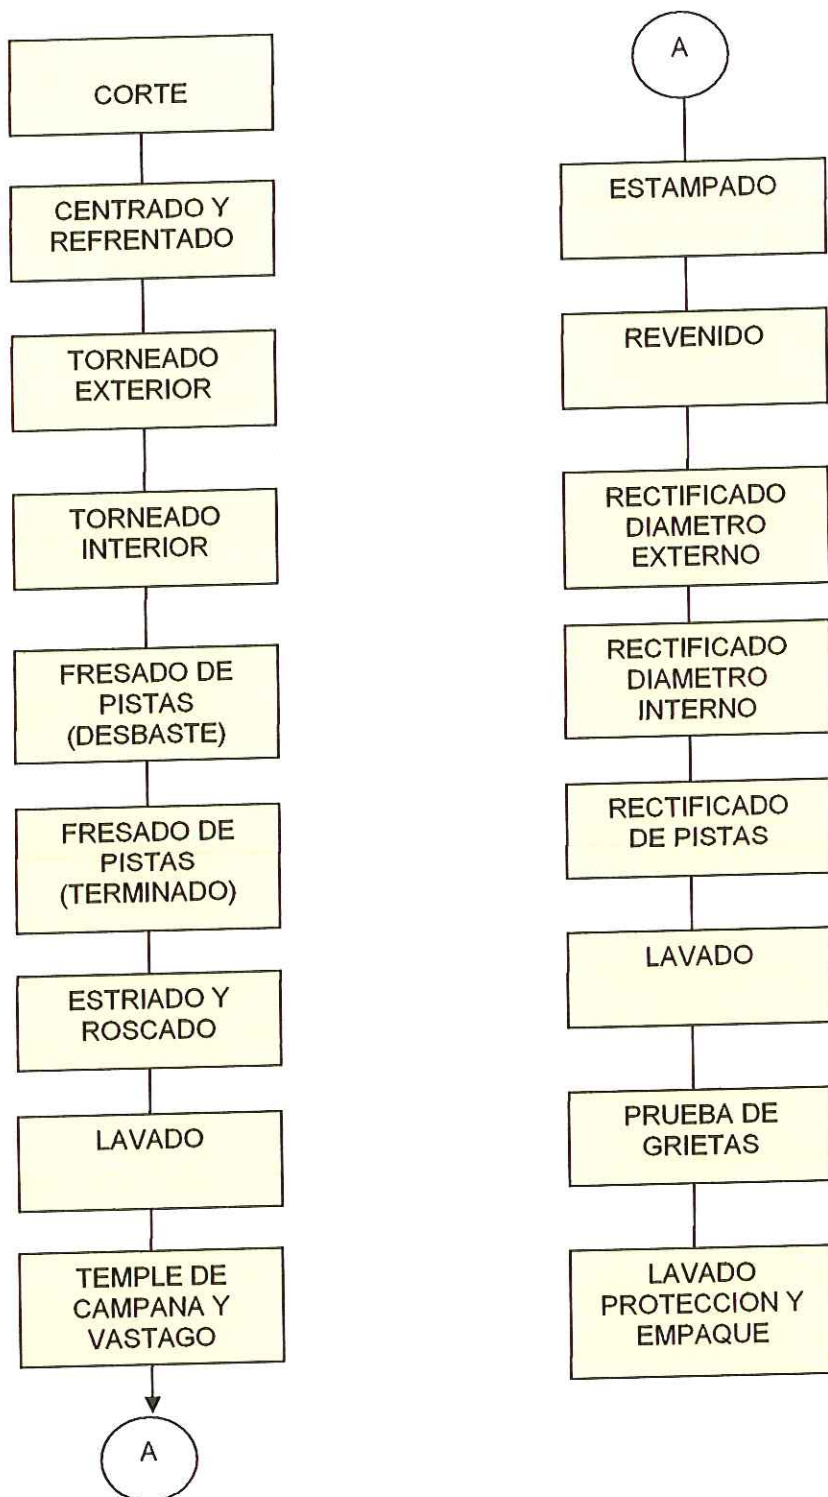 CORTE
CENTRADO Y
REFRENTADO
TORNEADO
EXTERIOR
TORNEADO
INTERIOR
FRESADO DE
PISTAS
(DESBASTE)
FRESADO DE
PISTAS
(TERMINADO)
ESTRIADO Y
ROSCADO
LAVADO
TEMPLE DE
CAMPANA Y
VASTAGO
A
A
ESTAMPADO
REVENIDO
RECTIFICADO
DIAMETRO
EXTERNO
RECTIFICADO
DIAMETRO
INTERNO
RECTIFICADO
DE PISTAS
LAVADO
PRUEBA DE
GRIETAS
LAVADO
PROTECCION Y
EMPAQUE